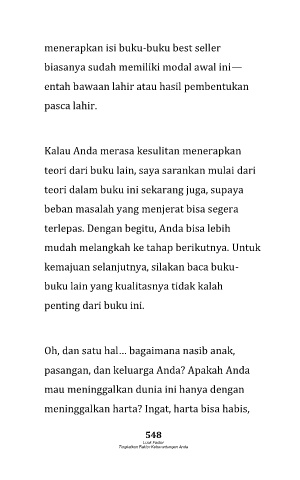 menerapkan isi buku-buku best seller
biasanya sudah memiliki modal awal ini—
entah bawaan lahir atau hasil pembentukan
pasca lahir.
Kalau Anda merasa kesulitan menerapkan
teori dari buku lain, saya sarankan mulai dari
teori dalam buku ini sekarang juga, supaya
beban masalah yang menjerat bisa segera
terlepas. Dengan begitu, Anda bisa lebih
mudah melangkah ke tahap berikutnya. Untuk
kemajuan selanjutnya, silakan baca buku-
buku lain yang kualitasnya tidak kalah
penting dari buku ini.
Oh, dan satu hal… bagaimana nasib anak,
pasangan, dan keluarga Anda? Apakah Anda
mau meninggalkan dunia ini hanya dengan
meninggalkan harta? Ingat, harta bisa habis,
548
Luck Factor
Tingkatkan Faktor Keberuntungan Anda